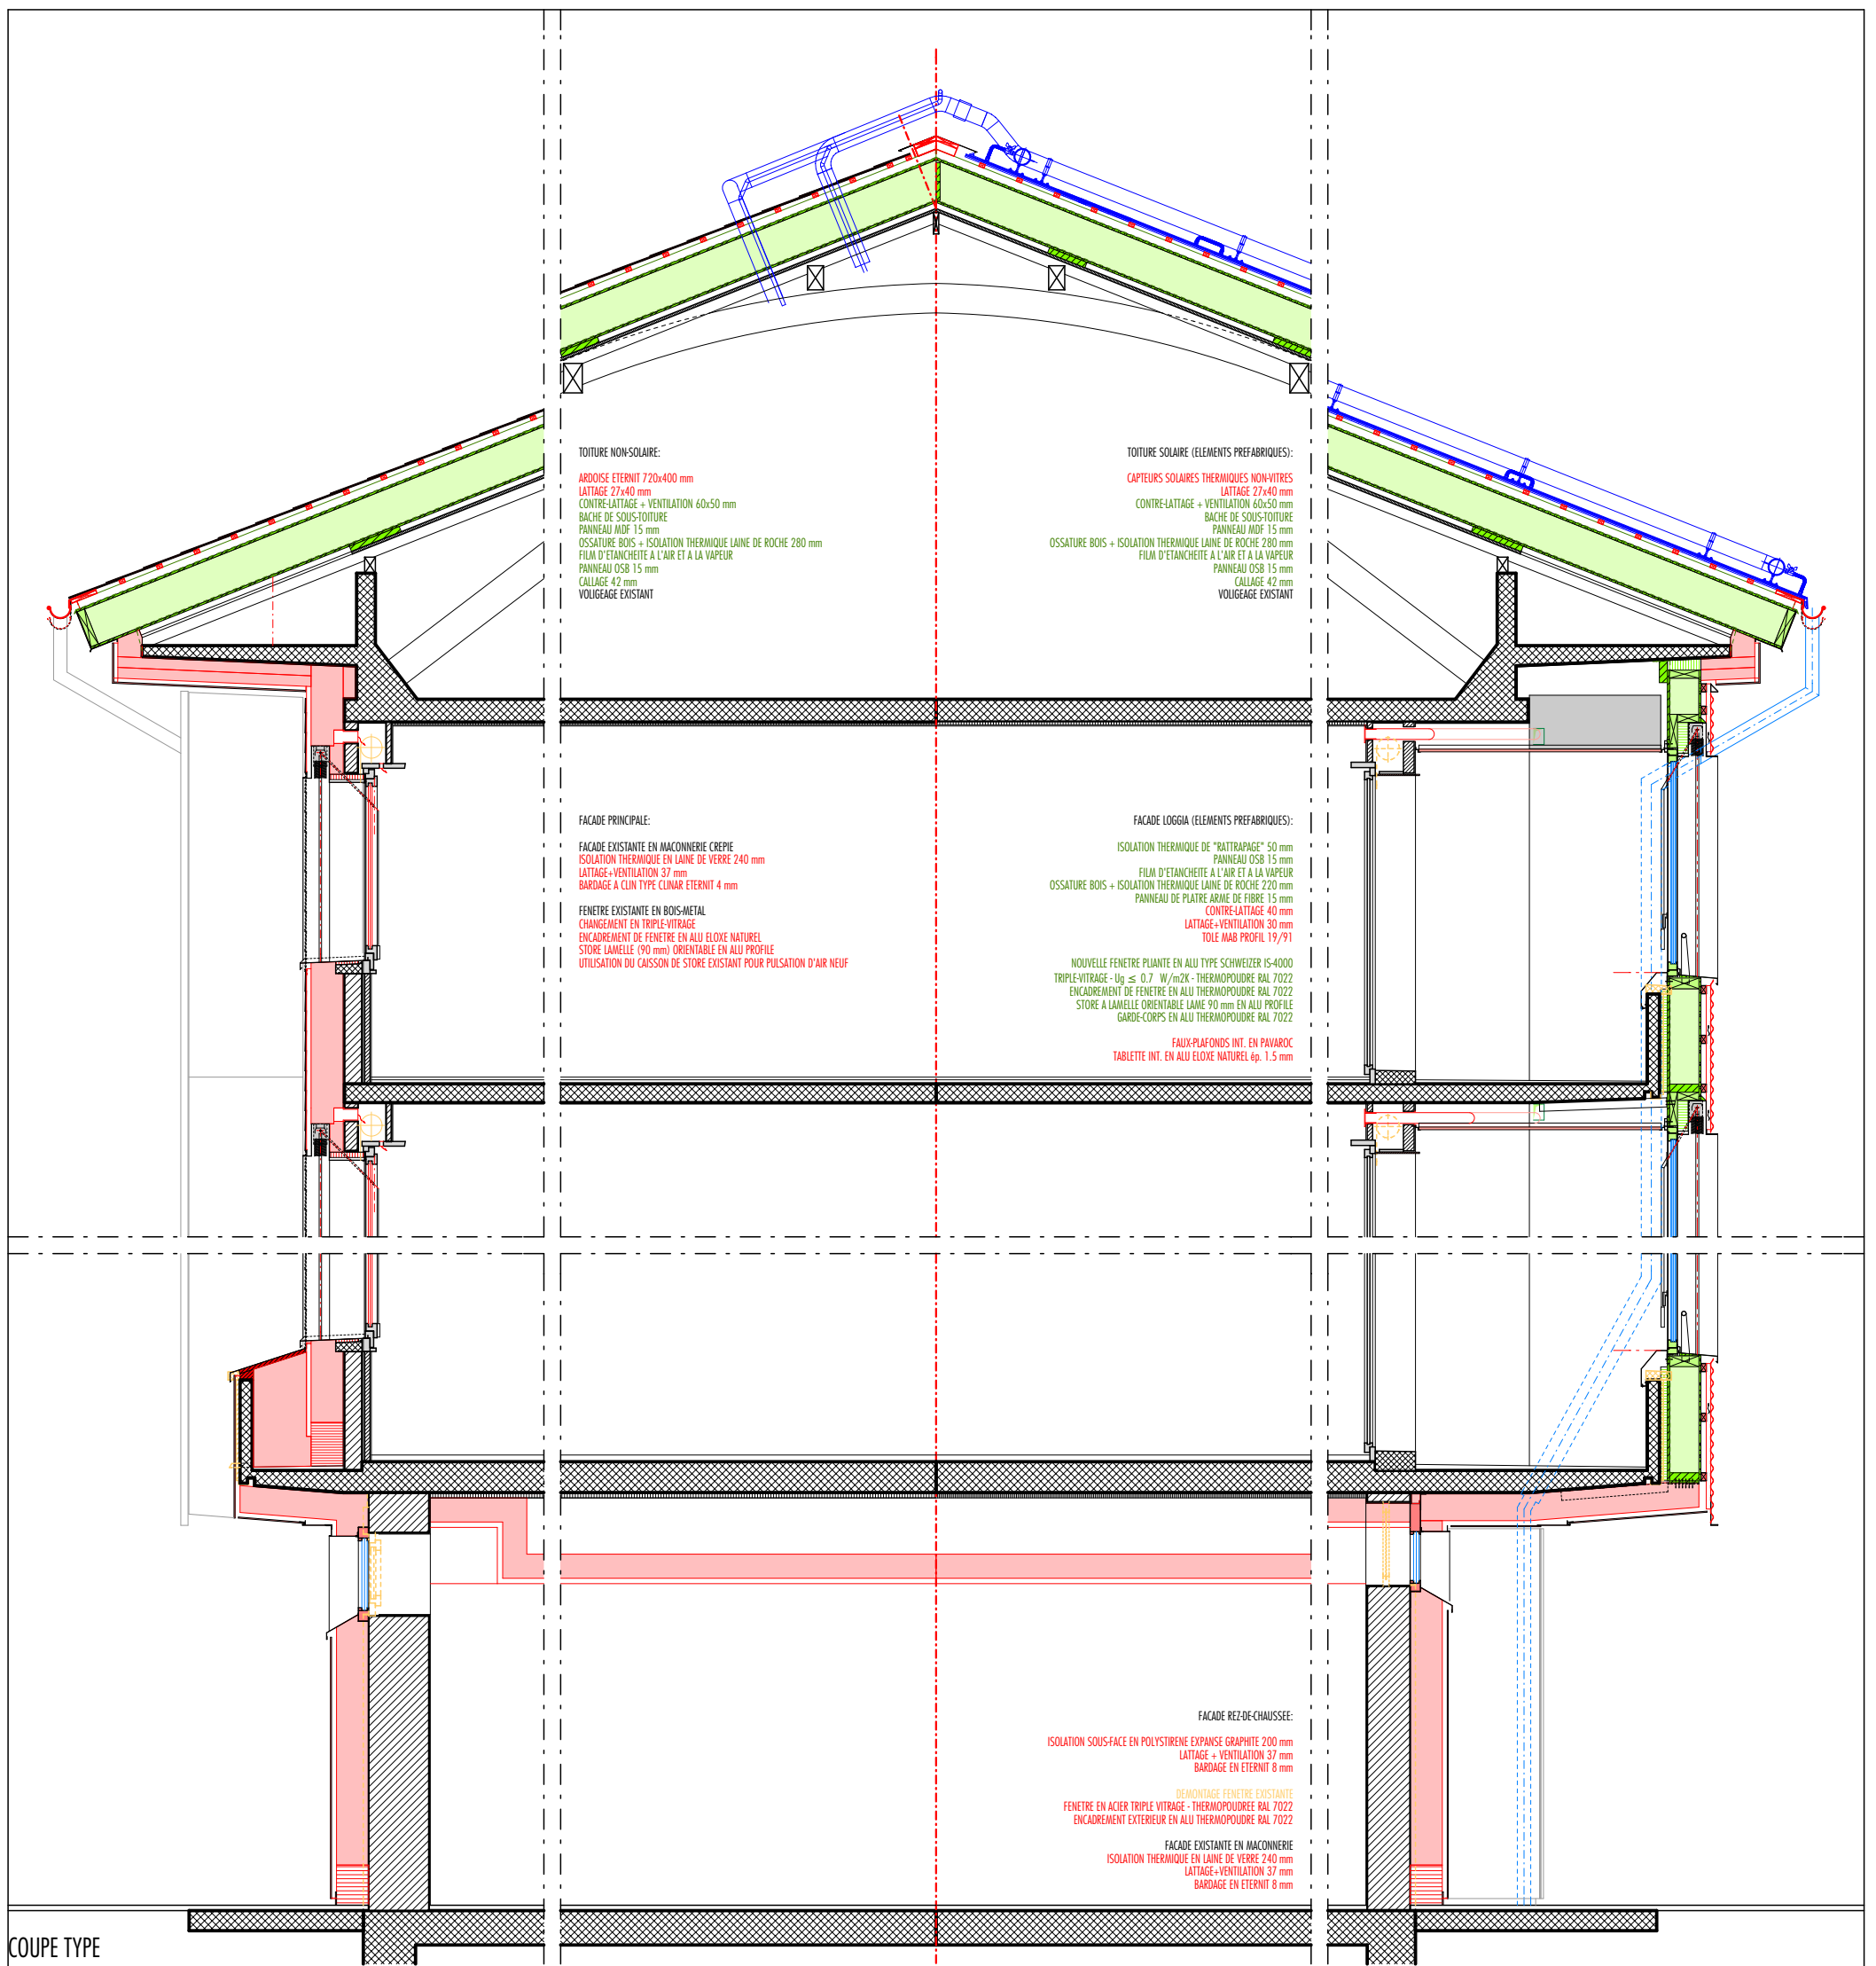 TOITURE NON-SOLAIRE:
ARDOISE ETERNIT 720x400 mm
LATTAGE 27x40 mm
CONTRE-LATTAGE + VENTILATION 60x50 mm
BACHE DE SOUS-TOITURE
PANNEAU MDF 15 mm
OSSATURE BOIS + ISOLATION THERMIQUE LAINE DE ROCHE 280 mm
FILM D'ETANCHEITE A L'AIR ET A LA VAPEUR
PANNEAU OSB 15 mm
CALLAGE 42 mm
VOLIGEAGE EXISTANT
TOITURE SOLAIRE (ELEMENTS PREFABRIQUES):
CAPTEURS SOLAIRES THERMIQUES NON-VITRES
LATTAGE 27x40 mm
CONTRE-LATTAGE + VENTILATION 60x50 mm
BACHE DE SOUS-TOITURE
PANNEAU MDF 15 mm
OSSATURE BOIS + ISOLATION THERMIQUE LAINE DE ROCHE 280 mm
FILM D'ETANCHEITE A L'AIR ET A LA VAPEUR
PANNEAU OSB 15 mm
CALLAGE 42 mm
VOLIGEAGE EXISTANT
FACADE PRINCIPALE:
FACADE EXISTANTE EN MACONNERIE CREPIE
ISOLATION THERMIQUE EN LAINE DE VERRE 240 mm
LATTAGE+VENTILATION 37 mm
BARDAGE A CLIN TYPE CLINAR ETERNIT 4 mm
FENETRE EXISTANTE EN BOIS-METAL
CHANGEMENT EN TRIPLE-VITRAGE
ENCADREMENT DE FENETRE EN ALU ELOXE NATUREL
STORE LAMELLE (90 mm) ORIENTABLE EN ALU PROFILE
UTILISATION DU CAISSON DE STORE EXISTANT POUR PULSATION D'AIR NEUF
FACADE LOGGIA (ELEMENTS PREFABRIQUES):
ISOLATION THERMIQUE DE "RATTRAPAGE" 50 mm
PANNEAU OSB 15 mm
FILM D'ETANCHEITE A L'AIR ET A LA VAPEUR
OSSATURE BOIS + ISOLATION THERMIQUE LAINE DE ROCHE 220 mm
PANNEAU DE PLATRE ARME DE FIBRE 15 mm
CONTRE-LATTAGE 40 mm
LATTAGE+VENTILATION 30 mm
TOLE MAB PROFIL 19/91
NOUVELLE FENETRE PLIANTE EN ALU TYPE SCHWEIZER IS-4000
TRIPLE-VITRAGE - Ug ≤ 0.7 W/m2K - THERMOPOUDRE RAL 7022
ENCADREMENT DE FENETRE EN ALU THERMOPOUDRE RAL 7022
STORE A LAMELLE ORIENTABLE LAME 90 mm EN ALU PROFILE
GARDE-CORPS EN ALU THERMOPOUDRE RAL 7022
FAUX-PLAFONDS INT. EN PAVAROC
TABLETTE INT. EN ALU ELOXE NATUREL ép. 1.5 mm
FACADE REZ-DE-CHAUSSEE:
ISOLATION SOUS-FACE EN POLYSTIRENE EXPANSE GRAPHITE 200 mm
LATTAGE + VENTILATION 37 mm
BARDAGE EN ETERNIT 8 mm
DEMONTAGE FENETRE EXISTANTE
FENETRE EN ACIER TRIPLE VITRAGE - THERMOPOUDREE RAL 7022
ENCADREMENT EXTERIEUR EN ALU THERMOPOUDRE RAL 7022
FACADE EXISTANTE EN MACONNERIE
ISOLATION THERMIQUE EN LAINE DE VERRE 240 mm
LATTAGE+VENTILATION 37 mm
BARDAGE EN ETERNIT 8 mm
COUPE TYPE